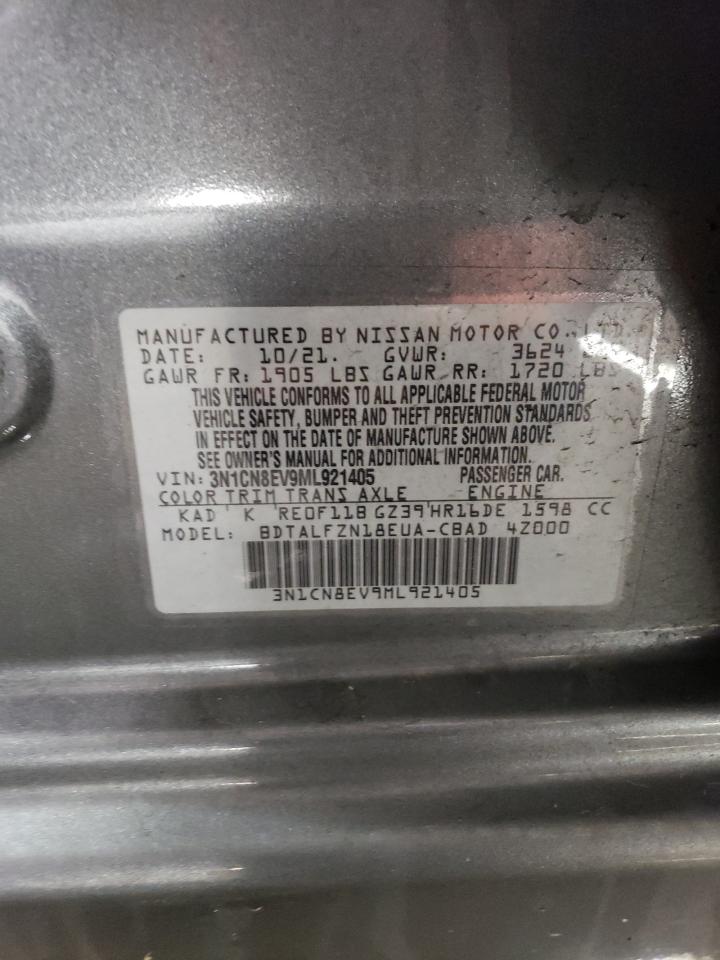 MANUFACTURED BY NISSAN MOTOR CO., LTD.
DATE: 10/21. GVWR: 3624
GAWR FR: 1905 LBS GAWR RR: 1720 LBS
THIS VEHICLE CONFORMS TO ALL APPLICABLE FEDERAL MOTOR
VEHICLE SAFETY, BUMPER AND THEFT PREVENTION STANDARDS
IN EFFECT ON THE DATE OF MANUFACTURE SHOWN ABOVE.
SEE OWNER'S MANUAL FOR ADDITIONAL INFORMATION.
VIN: 3N1CN8EV9ML921405 PASSENGER CAR.
COLOR TRIM TRANS AXLE ENGINE
KAD K RE0F11B GZ39 HR16DE 1598 CC
MODEL: BDTALFZN18EUA-CBAD 4Z000
3N1CN8EV9ML921405